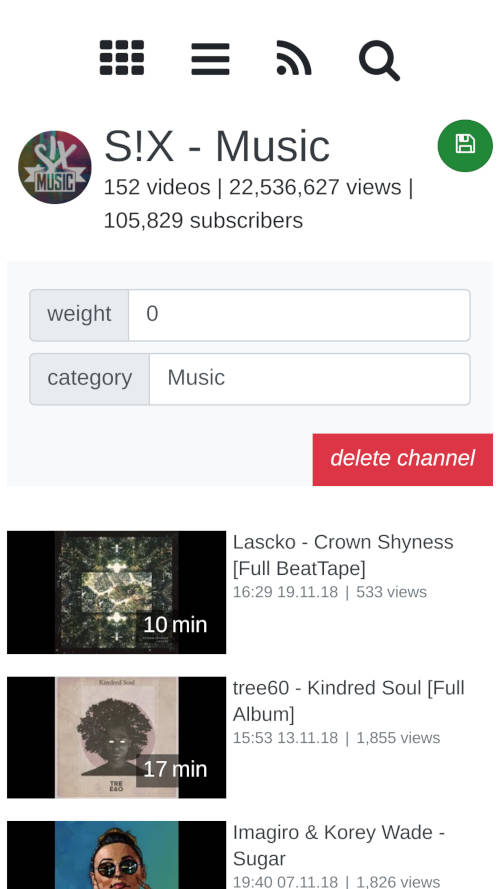 S!X
MUSIC
S!X - Music
152 videos | 22,536,627 views |
105,829 subscribers
weight 0
category Music
delete channel
10 min
Lascko - Crown Shyness
[Full BeatTape]
16:29 19.11.18 | 533 views
Kindred Soul
TRE
E60
17 min
tree60 - Kindred Soul [Full
Album]
15:53 13.11.18 | 1,855 views
Imagiro & Korey Wade -
Sugar
19:40 07.11.18 | 1,826 views